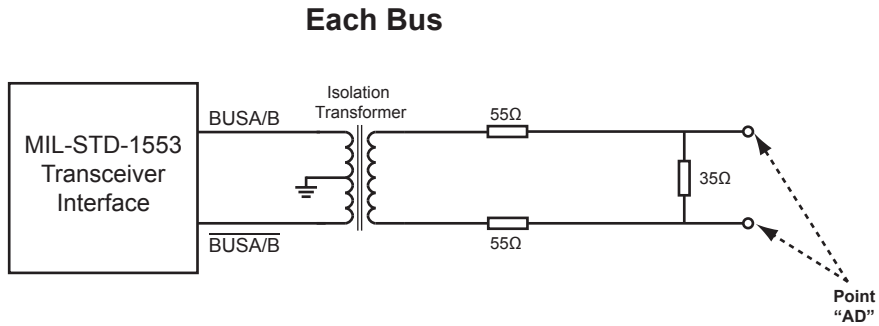 Each Bus
Isolation
Transformer
MIL-STD-1553
Transceiver
Interface
BUSA/B
BUSA/B
55Ω
55Ω
35Ω
Point
“AD”